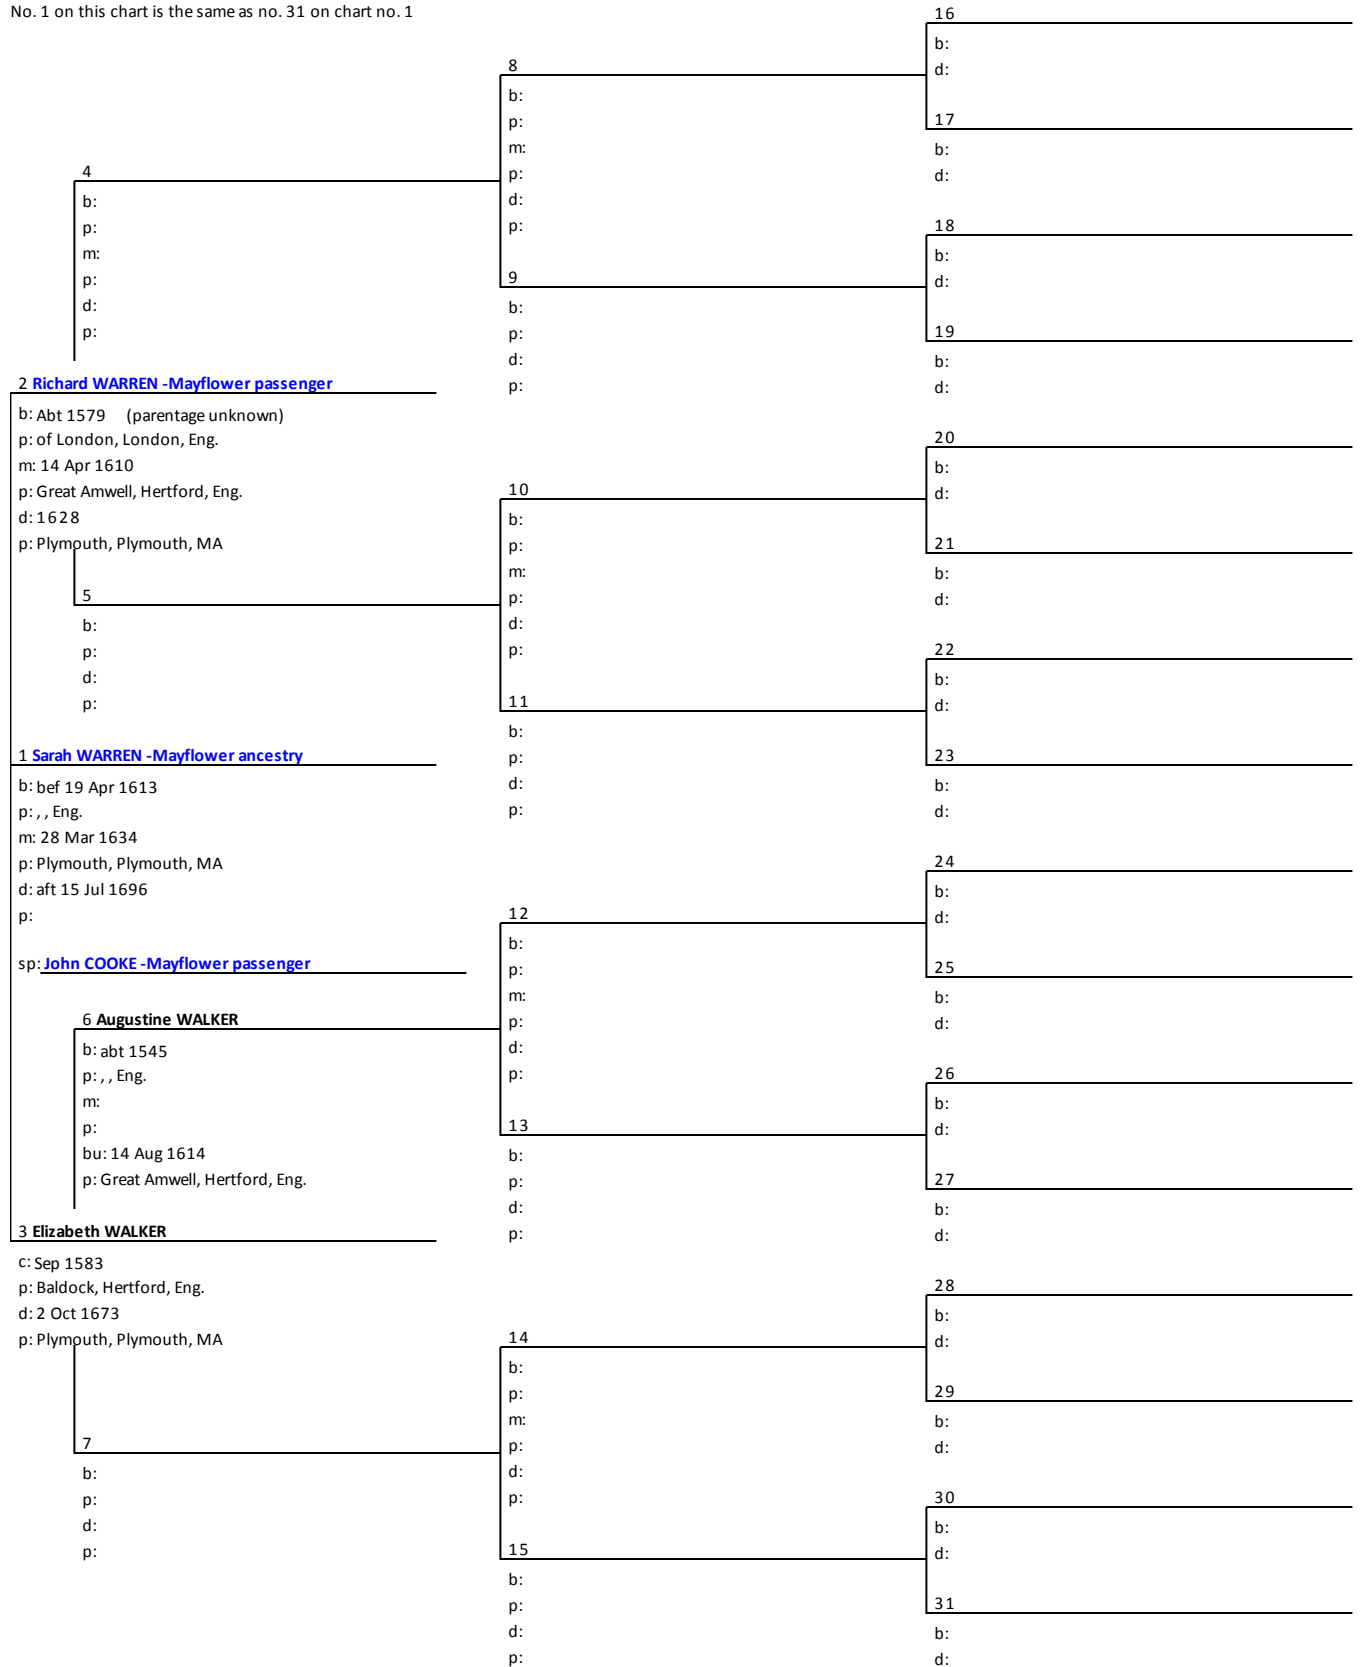 No. 1 on this chart is the same as no. 31 on chart no. 1
4
b:
p:
m:
p:
d:
p:
2 Richard WARREN -Mayflower passenger
b: Abt 1579 (parentage unknown)
p: of London, London, Eng.
m: 14 Apr 1610
p: Great Amwell, Hertford, Eng.
d: 1628
p: Plymouth, Plymouth, MA
5
b:
p:
d:
p:
1 Sarah WARREN -Mayflower ancestry
b: bef 19 Apr 1613
p: , , Eng.
m: 28 Mar 1634
p: Plymouth, Plymouth, MA
d: aft 15 Jul 1696
p:
sp: John COOKE -Mayflower passenger
6 Augustine WALKER
b: abt 1545
p: , , Eng.
m:
p:
bu: 14 Aug 1614
p: Great Amwell, Hertford, Eng.
3 Elizabeth WALKER
c: Sep 1583
p: Baldock, Hertford, Eng.
d: 2 Oct 1673
p: Plymouth, Plymouth, MA
7
b:
p:
d:
p:
8
b:
p:
m:
p:
d:
p:
9
b:
p:
d:
p:
10
b:
p:
m:
p:
d:
p:
11
b:
p:
d:
p:
12
b:
p:
m:
p:
d:
p:
13
b:
p:
d:
p:
14
b:
p:
m:
p:
d:
p:
15
b:
p:
d:
p:
16
b:
d:
17
b:
d:
18
b:
d:
19
b:
d:
20
b:
d:
21
b:
d:
22
b:
d:
23
b:
d:
24
b:
d:
25
b:
d:
26
b:
d:
27
b:
d:
28
b:
d:
29
b:
d:
30
b:
d:
31
b:
d: